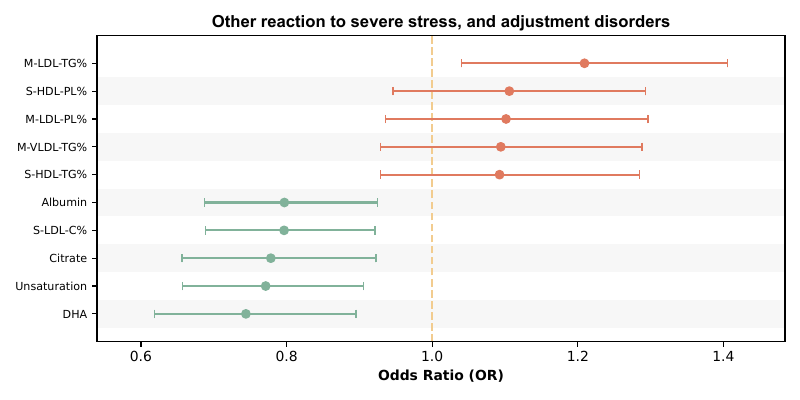 Other reaction to severe stress, and adjustment disorders
M-LDL-TG%
S-HDL-PL%
M-LDL-PL%
M-VLDL-TG%
S-HDL-TG%
Albumin
S-LDL-C%
Citrate
Unsaturation
DHA
0.6 0.8 1.0 1.2 1.4
Odds Ratio (OR)